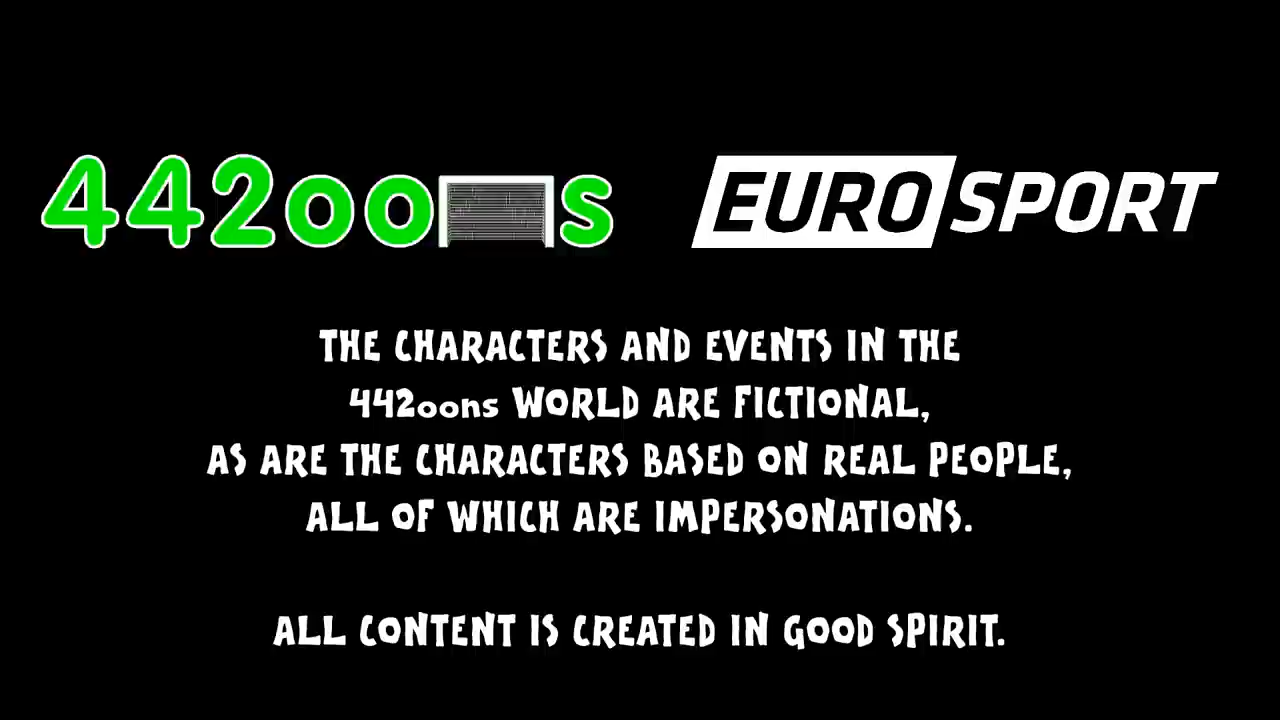 442oons EUROSPORT
THE CHARACTERS AND EVENTS IN THE
442oons WORLD ARE FICTIONAL,
AS ARE THE CHARACTERS BASED ON REAL PEOPLE,
ALL OF WHICH ARE IMPERSONATIONS.
ALL CONTENT IS CREATED IN GOOD SPIRIT.